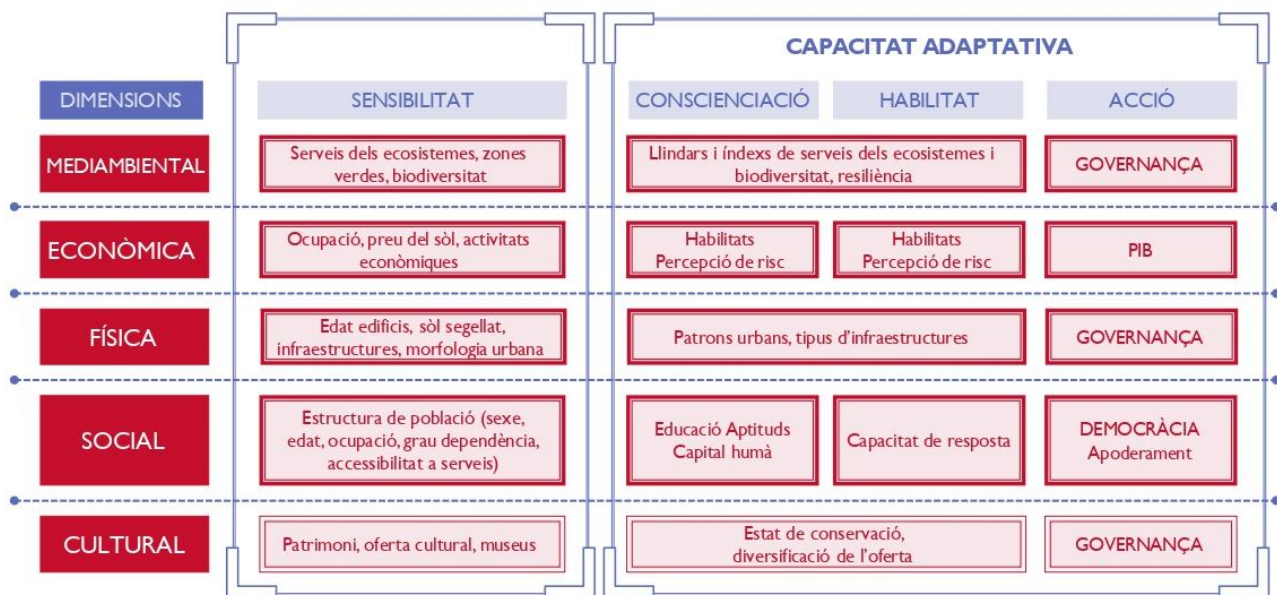 CAPACITAT ADAPTATIVA
DIMENSIONS
SENSIBILITAT
CONSCIENCIACIÓ
HABILITAT
ACCIÓ
MEDIAMBIENTAL
Serveis dels ecosistemes, zones
verdes, biodiversitat
Llindars i índexs de serveis dels ecosistemes i
biodiversitat, resiliència
GOVERNANÇA
ECONÒMICA
Ocupació, preu del sòl, activitats
econòmiques
Habilitats
Percepció de risc
Habilitats
Percepció de risc
PIB
FÍSICA
Edat edificis, sòl segellat,
infraestructures, morfologia urbana
Patrons urbans, tipus d'infraestructures
GOVERNANÇA
SOCIAL
Estructura de població (sexe,
edat, ocupació, grau dependència,
accessibilitat a serveis)
Educació Aptituds
Capital humà
Capacitat de resposta
DEMOCRÀCIA
Apoderament
CULTURAL
Patrimoni, oferta cultural, museus
Estat de conservació,
diversificació de l'oferta
GOVERNANÇA